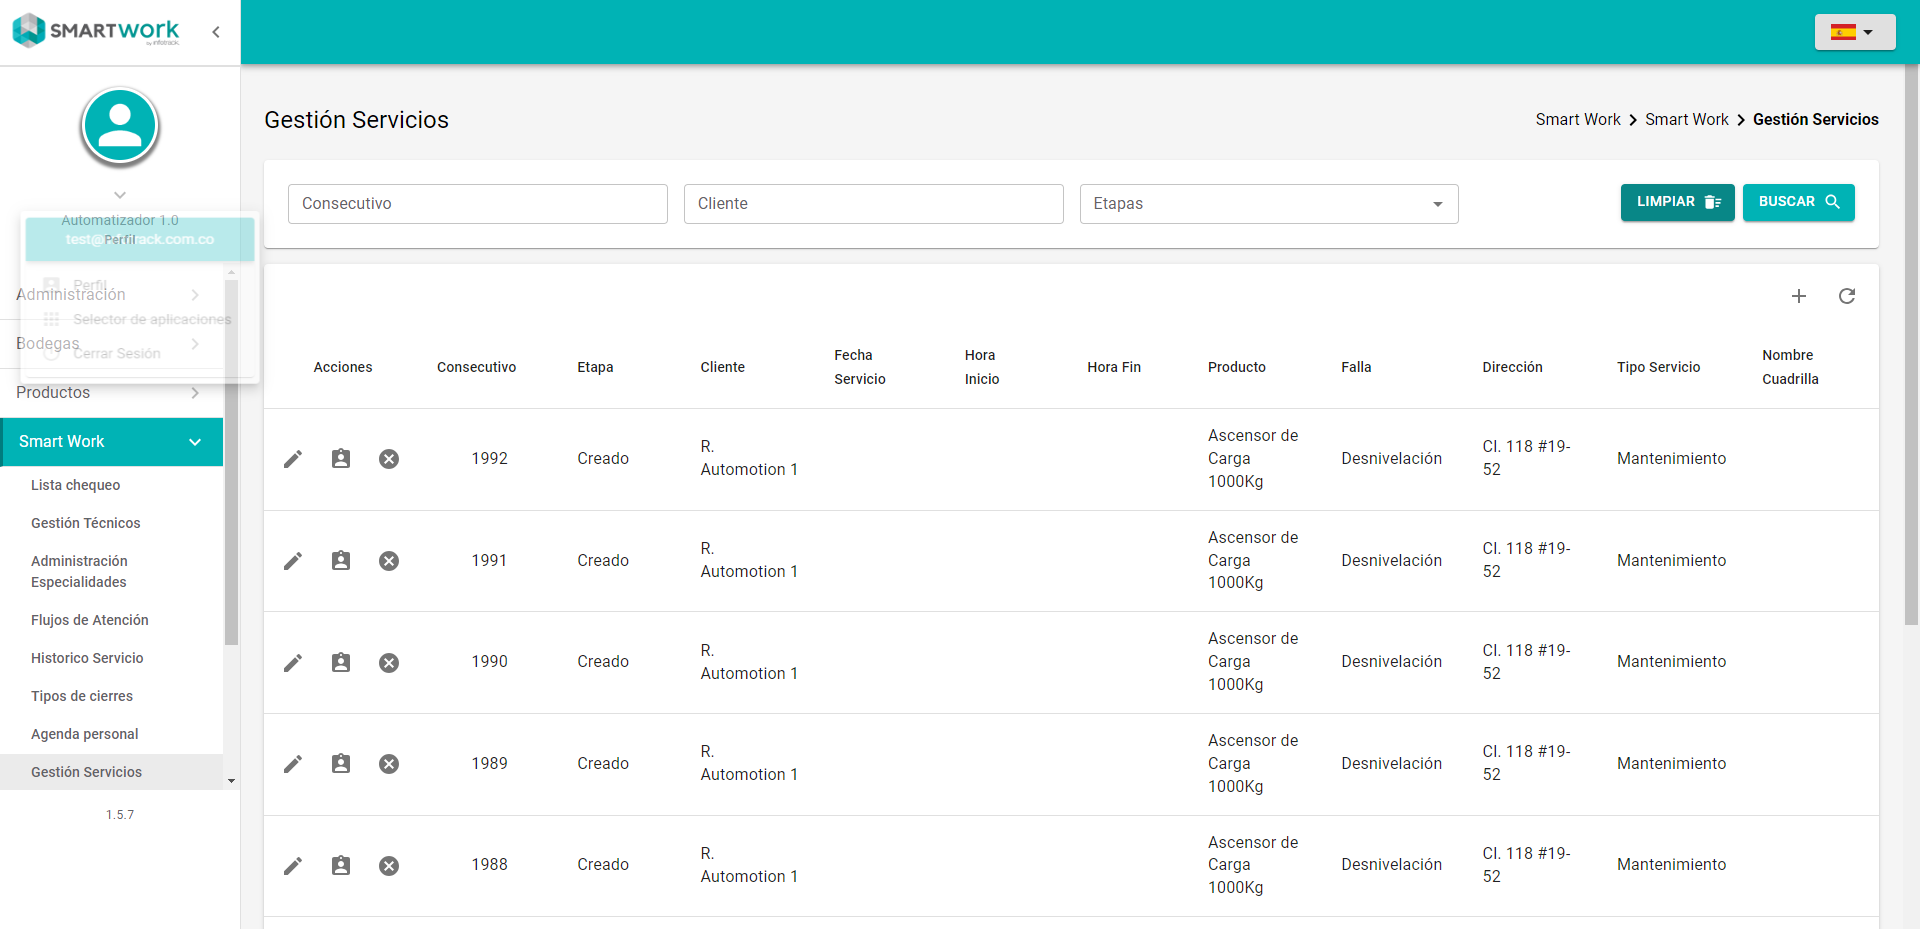 SMARTWORK
by infotrack.
Gestión Servicios
Smart Work Smart Work Gestión Servicios
Consecutivo
Cliente
Etapas
LIMPIAR
BUSCAR
Automatizador 1.0
test@infotrack.com.co
Perfil
Perfil
Administración
Selector de aplicaciones
Bodegas
Cerrar Sesión
Productos
Smart Work
Lista chequeo
Gestión Técnicos
Administración
Especialidades
Flujos de Atención
Historico Servicio
Tipos de cierres
Agenda personal
Gestión Servicios
1.5.7
Acciones
Consecutivo
Etapa
Cliente
Fecha
Servicio
Hora
Inicio
Hora Fin
Producto
Falla
Dirección
Tipo Servicio
Nombre
Cuadrilla
1992
Creado
R.
Automotion 1
Ascensor de
Carga
1000Kg
Desnivelación
Cl. 118 #19-
52
Mantenimiento
1991
Creado
R.
Automotion 1
Ascensor de
Carga
1000Kg
Desnivelación
Cl. 118 #19-
52
Mantenimiento
1990
Creado
R.
Automotion 1
Ascensor de
Carga
1000Kg
Desnivelación
Cl. 118 #19-
52
Mantenimiento
1989
Creado
R.
Automotion 1
Ascensor de
Carga
1000Kg
Desnivelación
Cl. 118 #19-
52
Mantenimiento
1988
Creado
R.
Automotion 1
Ascensor de
Carga
1000Kg
Desnivelación
Cl. 118 #19-
52
Mantenimiento